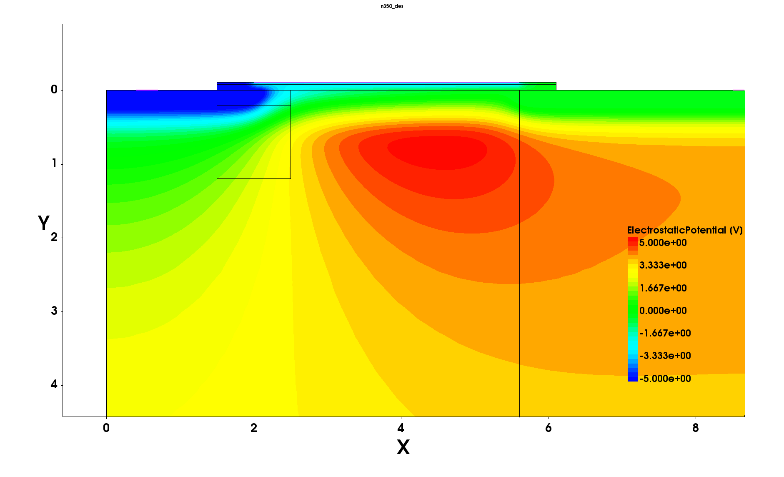 n350_des
0
1
Y
2
3
4
ElectrostaticPotential (V)
5.000e+00
3.333e+00
1.667e+00
0.000e+00
-1.667e+00
-3.333e+00
-5.000e+00
0 2 4 6 8
X